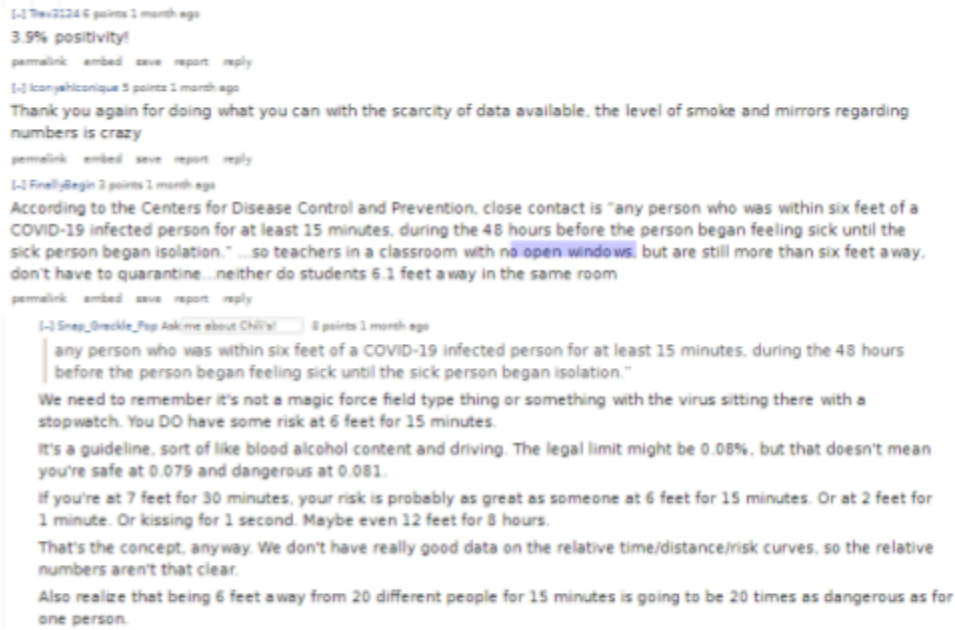 [-] Trev2124 6 points 1 month ago
3.9% positivity!
permalink embed save report reply
[-] Iconyahiconique 5 points 1 month ago
Thank you again for doing what you can with the scarcity of data available, the level of smoke and mirrors regarding
numbers is crazy
permalink embed save report reply
[-] FinallyBegin 3 points 1 month ago
According to the Centers for Disease Control and Prevention, close contact is "any person who was within six feet of a
COVID-19 infected person for at least 15 minutes, during the 48 hours before the person began feeling sick until the
sick person began isolation." ...so teachers in a classroom with no open windows, but are still more than six feet away,
don't have to quarantine...neither do students 6.1 feet away in the same room
permalink embed save report reply
[-] Snap_Grackle_Pop Ask me about Chili's! 8 points 1 month ago
any person who was within six feet of a COVID-19 infected person for at least 15 minutes, during the 48 hours
before the person began feeling sick until the sick person began isolation."
We need to remember it's not a magic force field type thing or something with the virus sitting there with a
stopwatch. You DO have some risk at 6 feet for 15 minutes.
It's a guideline, sort of like blood alcohol content and driving. The legal limit might be 0.08%, but that doesn't mean
you're safe at 0.079 and dangerous at 0.081.
If you're at 7 feet for 30 minutes, your risk is probably as great as someone at 6 feet for 15 minutes. Or at 2 feet for
1 minute. Or kissing for 1 second. Maybe even 12 feet for 8 hours.
That's the concept, anyway. We don't have really good data on the relative time/distance/risk curves, so the relative
numbers aren't that clear.
Also realize that being 6 feet away from 20 different people for 15 minutes is going to be 20 times as dangerous as for
one person.